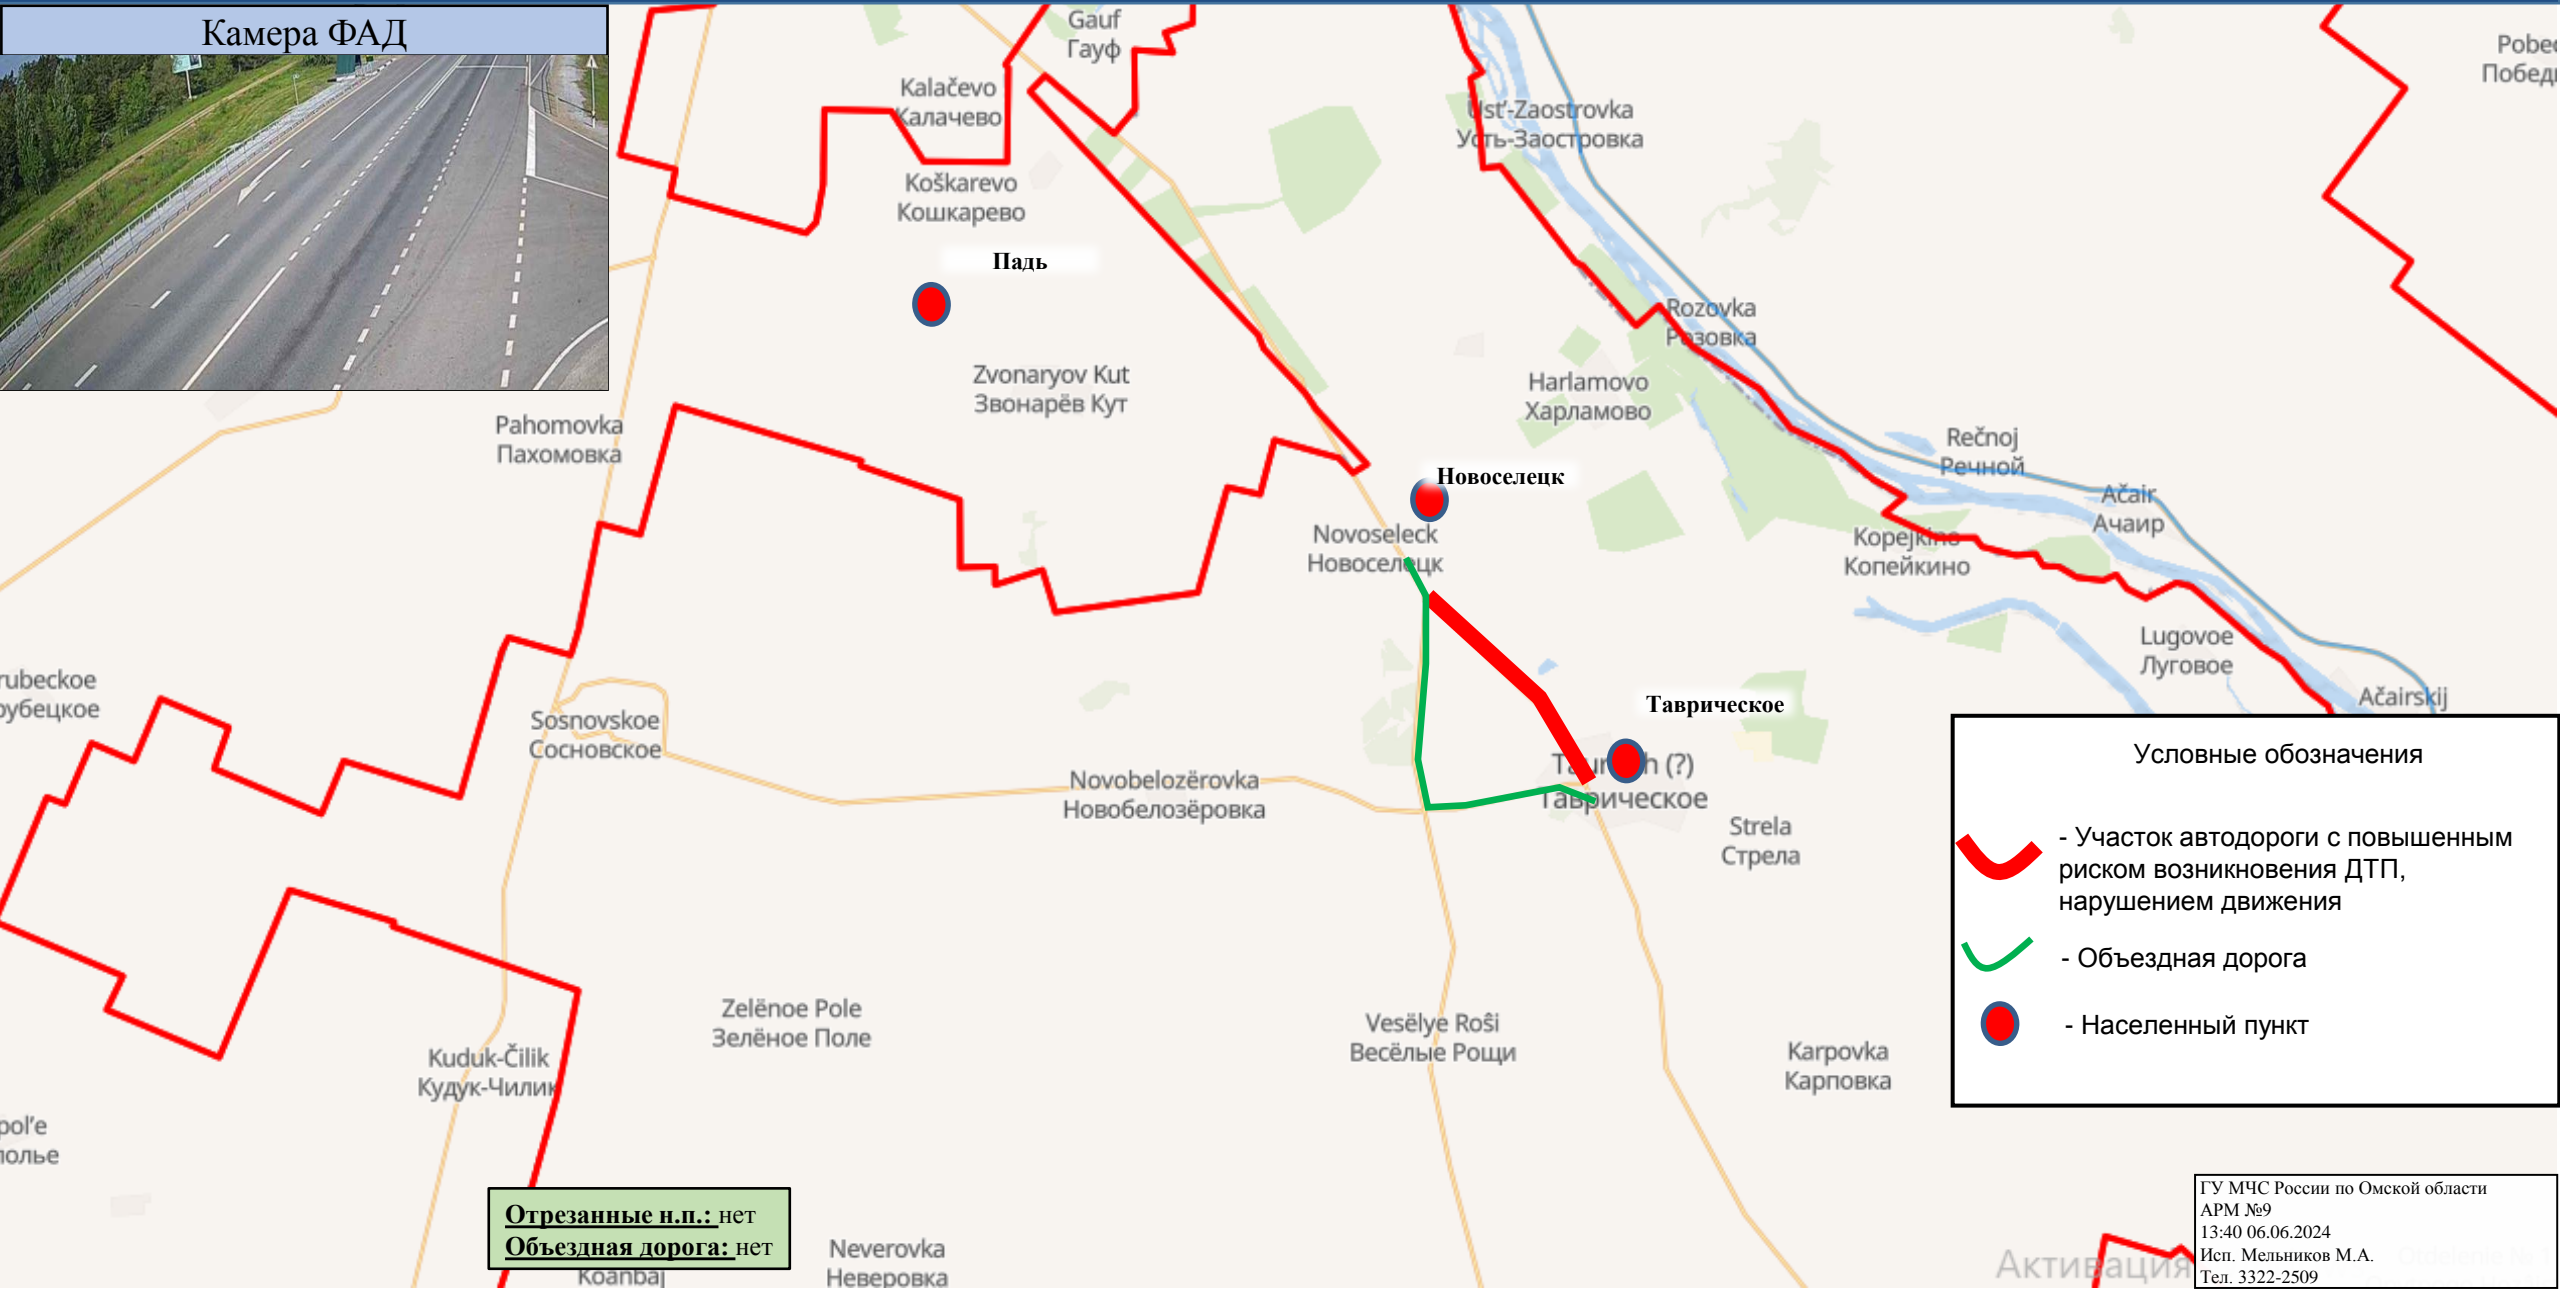 Камера ФАД
Gauf
Гауф
Kalačevo
Калачево
Ust'-Zaostrovka
Усть-Заостровка
Koškarevo
Кошкарево
Падь
Rozovka
Розовка
Zvonaryov Kut
Звонарёв Кут
Harlamovo
Харламово
Pahomovka
Пахомовка
Rečnoj
Речной
Новоселецк
Ačair
Ачаир
Novoseleck
Новоселецк
Kopejkino
Копейкино
Lugovoe
Луговое
Ačairskij
rubeckoe
рубецкое
Sosnovskoe
Сосновское
Таврическое
(?)
Таврическое
Novobelozërovka
Новобелозёровка
Strela
Стрела
Условные обозначения
- Участок автодороги с повышенным
риском возникновения ДТП,
нарушением движения
- Объездная дорога
- Населенный пункт
Zelënoe Pole
Зелёное Поле
Vesëlye Roŝi
Весёлые Рощи
Karpovka
Карповка
Kuduk-Čilik
Кудук-Чилик
pol'e
полье
Отрезанные н.п.: нет
Объездная дорога: нет
Neverovka
Неверовка
Koânbaj
Активация
ГУ МЧС России по Омской области
АРМ №9
13:40 06.06.2024
Исп. Мельников М.А.
Тел. 3322-2509